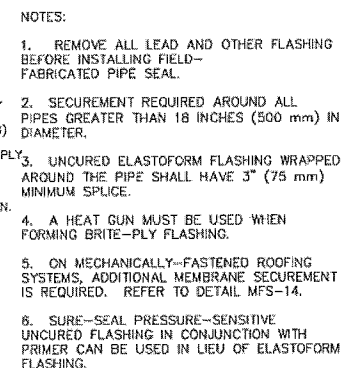 NOTES:
1. REMOVE ALL LEAD AND OTHER FLASHING
BEFORE INSTALLING FIELD-
FABRICATED PIPE SEAL.
2. SECUREMENT REQUIRED AROUND ALL
PIPES GREATER THAN 18 INCHES (500 mm) IN
DIAMETER.
PLY
3. UNCURED ELASTOFORM FLASHING WRAPPED
AROUND THE PIPE SHALL HAVE 3" (75 mm)
MINIMUM SPLICE.
N.
4. A HEAT GUN MUST BE USED WHEN
FORMING BRITE-PLY FLASHING.
5. ON MECHANICALLY-FASTENED ROOFING
SYSTEMS, ADDITIONAL MEMBRANE SECUREMENT
IS REQUIRED. REFER TO DETAIL MFS-14.
6. SURE-SEAL PRESSURE-SENSITIVE
UNCURED FLASHING IN CONJUNCTION WITH
PRIMER CAN BE USED IN LIEU OF ELASTOFORM
FLASHING.